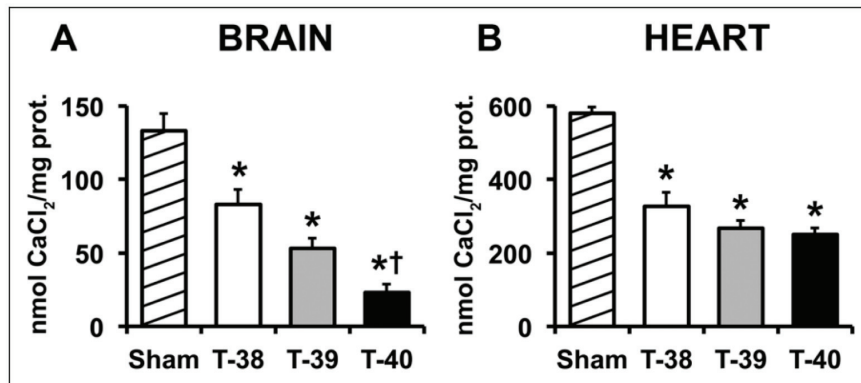 A BRAIN
nmol CaCl₂/mg prot.
150
100
50
0
*
*
*†
Sham T-38 T-39 T-40
B HEART
nmol CaCl₂/mg prot.
600
400
200
0
*
*
*
Sham T-38 T-39 T-40